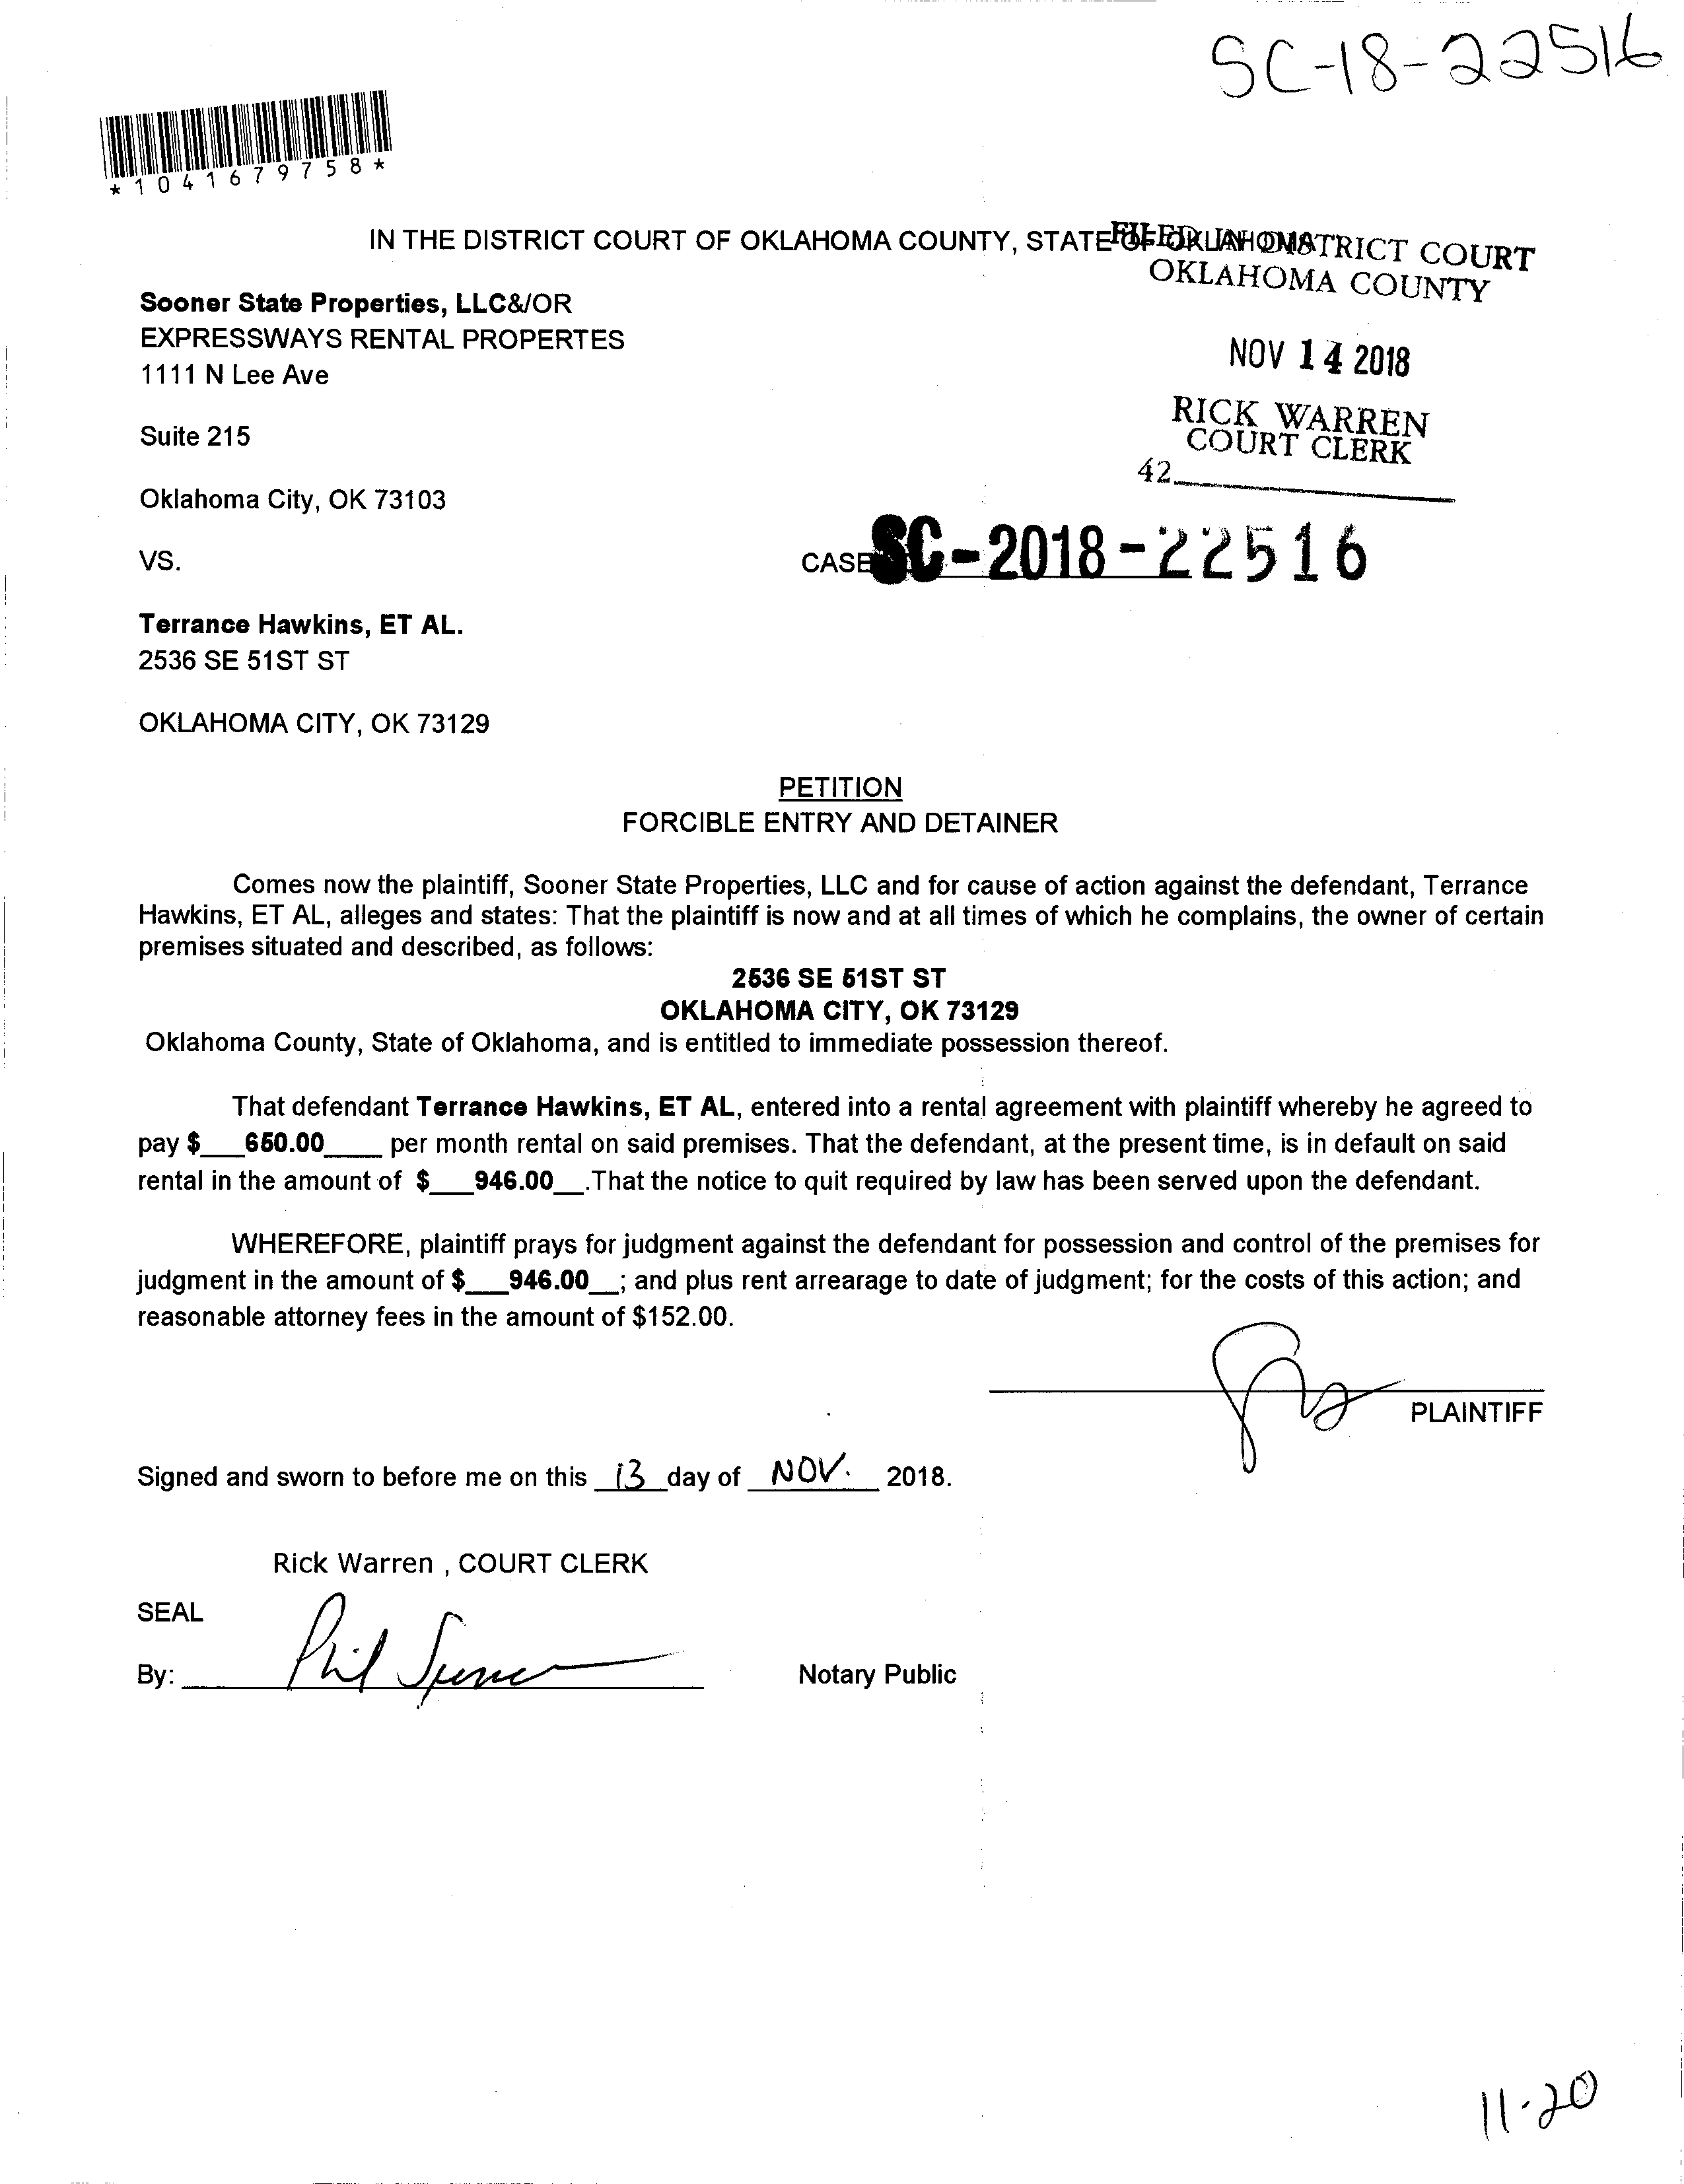 SC-18-22516
*1041679758*
IN THE DISTRICT COURT OF OKLAHOMA COUNTY, STATE OF OKLAHOMA
FILED IN DISTRICT COURT
OKLAHOMA COUNTY
Sooner State Properties, LLC&/OR
EXPRESSWAYS RENTAL PROPERTES
1111 N Lee Ave
NOV 14 2018
RICK WARREN
COURT CLERK
Suite 215
42
Oklahoma City, OK 73103
VS.
CASE SC-2018-22516
Terrance Hawkins, ET AL.
2536 SE 51ST ST
OKLAHOMA CITY, OK 73129
PETITION
FORCIBLE ENTRY AND DETAINER
Comes now the plaintiff, Sooner State Properties, LLC and for cause of action against the defendant, Terrance
Hawkins, ET AL, alleges and states: That the plaintiff is now and at all times of which he complains, the owner of certain
premises situated and described, as follows:
2536 SE 51ST ST
OKLAHOMA CITY, OK 73129
Oklahoma County, State of Oklahoma, and is entitled to immediate possession thereof.
That defendant Terrance Hawkins, ET AL, entered into a rental agreement with plaintiff whereby he agreed to
pay $___650.00____ per month rental on said premises. That the defendant, at the present time, is in default on said
rental in the amount of $___946.00__.That the notice to quit required by law has been served upon the defendant.
WHEREFORE, plaintiff prays for judgment against the defendant for possession and control of the premises for
judgment in the amount of $___946.00__; and plus rent arrearage to date of judgment; for the costs of this action; and
reasonable attorney fees in the amount of $152.00.
PLAINTIFF
Signed and sworn to before me on this 13 day of NOV. 2018.
Rick Warren , COURT CLERK
SEAL
By: Phil Notary Public
11-20